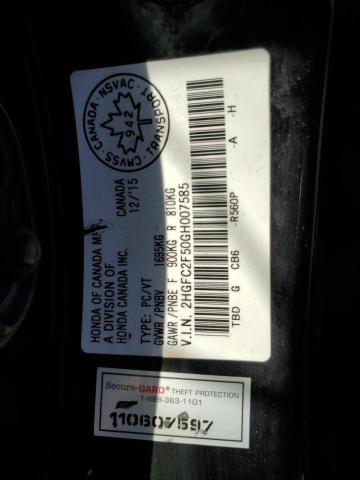 CMVSS · CANADA · NSVAC · TRANSPORT
942
HONDA OF CANADA MFG.
A DIVISION OF
HONDA CANADA INC.
CANADA
12/'15
TYPE: PC/VT
GVWR/PNBV 1695KG
GAWR/PNBE F 900KG R 810KG
V.I.N. 2HGFC2F50GH007585
TBD G CB6 -R560P -A -H
Secure-GARD® THEFT PROTECTION
1-888-363-1101
110607597